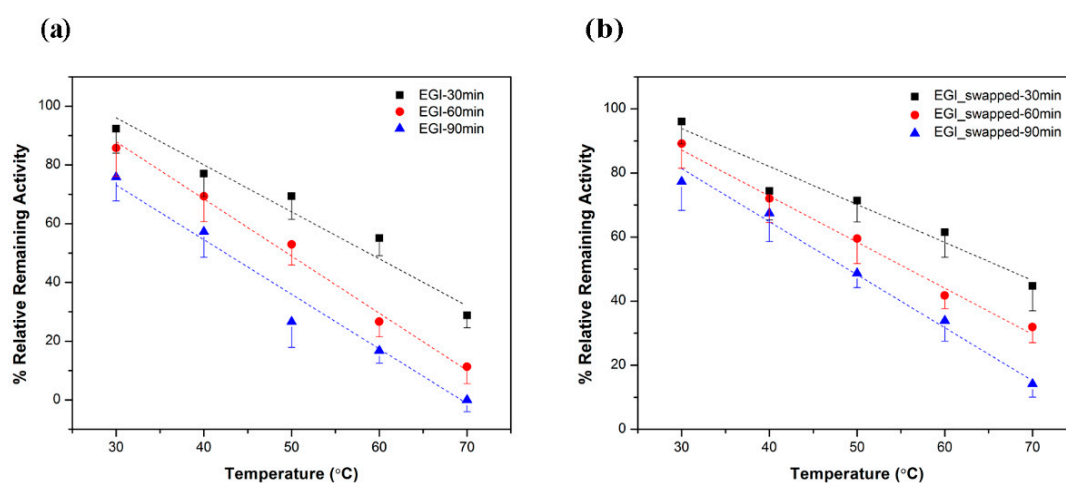 (a)
EGI-30min
EGI-60min
EGI-90min
% Relative Remaining Activity
100
80
60
40
20
0
30 40 50 60 70
Temperature (°C)
(b)
EGI_swapped-30min
EGI_swapped-60min
EGI_swapped-90min
% Relative Remaining Activity
100
80
60
40
20
0
30 40 50 60 70
Temperature (°C)